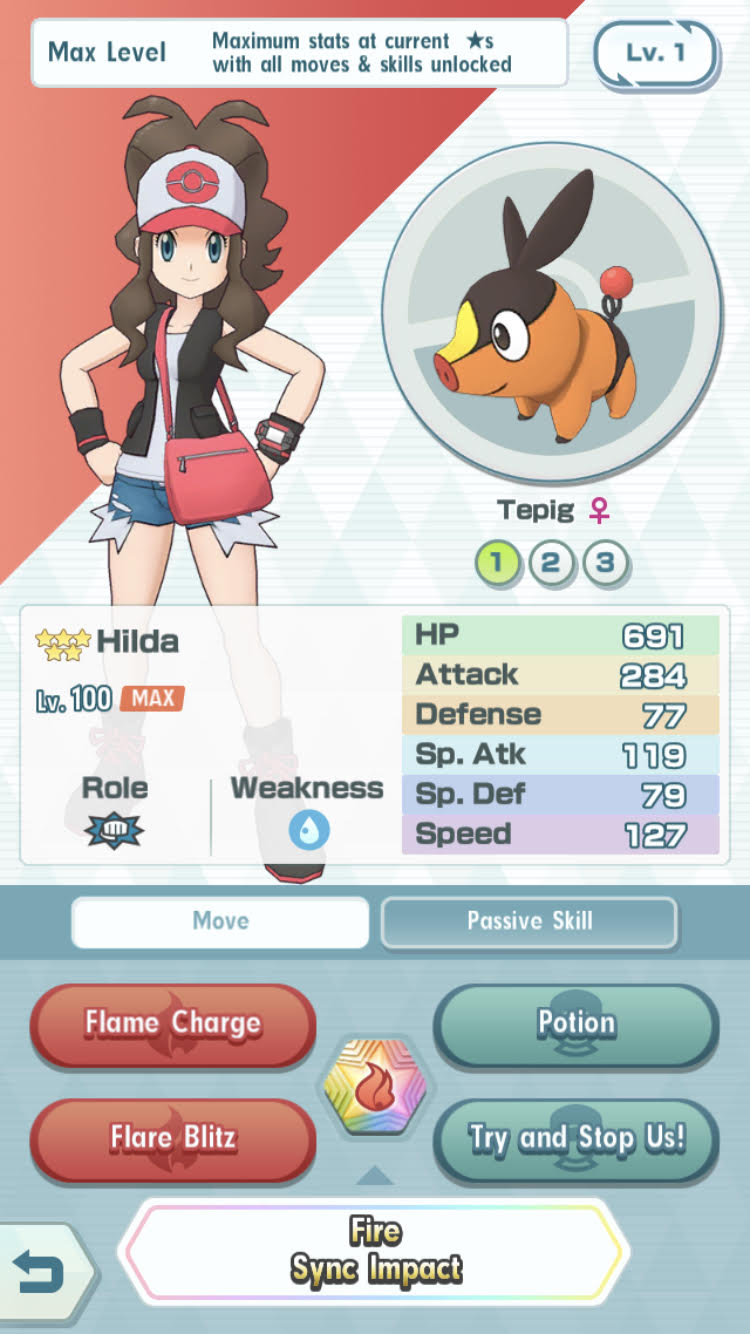 Max Level
Maximum stats at current ★s
with all moves & skills unlocked
Lv. 1
Tepig ♀
1 2 3
Hilda
Lv. 100 MAX
Role
Weakness
HP 691
Attack 284
Defense 77
Sp. Atk 119
Sp. Def 79
Speed 127
Move
Passive Skill
Flame Charge
Potion
Flare Blitz
Try and Stop Us!
Fire
Sync Impact